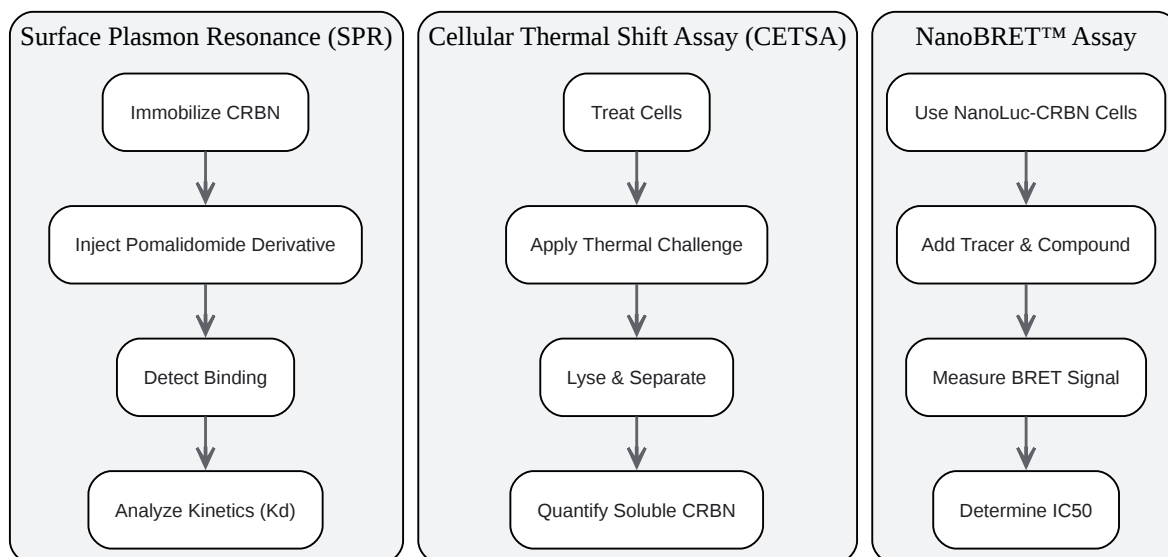 Surface Plasmon Resonance (SPR)
Immobilize CRBN
Inject Pomalidomide Derivative
Detect Binding
Analyze Kinetics (Kd)
Cellular Thermal Shift Assay (CETSA)
Treat Cells
Apply Thermal Challenge
Lyse & Separate
Quantify Soluble CRBN
NanoBRET™ Assay
Use NanoLuc-CRBN Cells
Add Tracer & Compound
Measure BRET Signal
Determine IC50